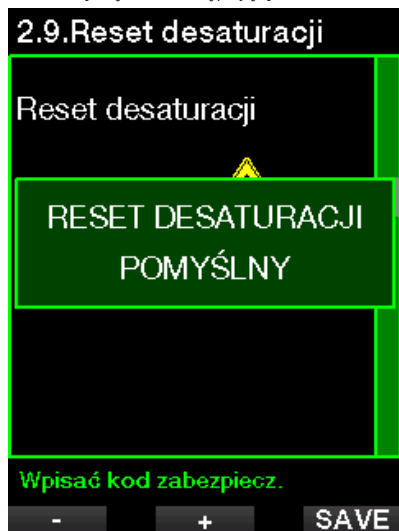 2.9.Reset desaturacji
Reset desaturacji
RESET DESATURACJI
POMYŚLNY
Wpisać kod zabezpiecz.
- + SAVE